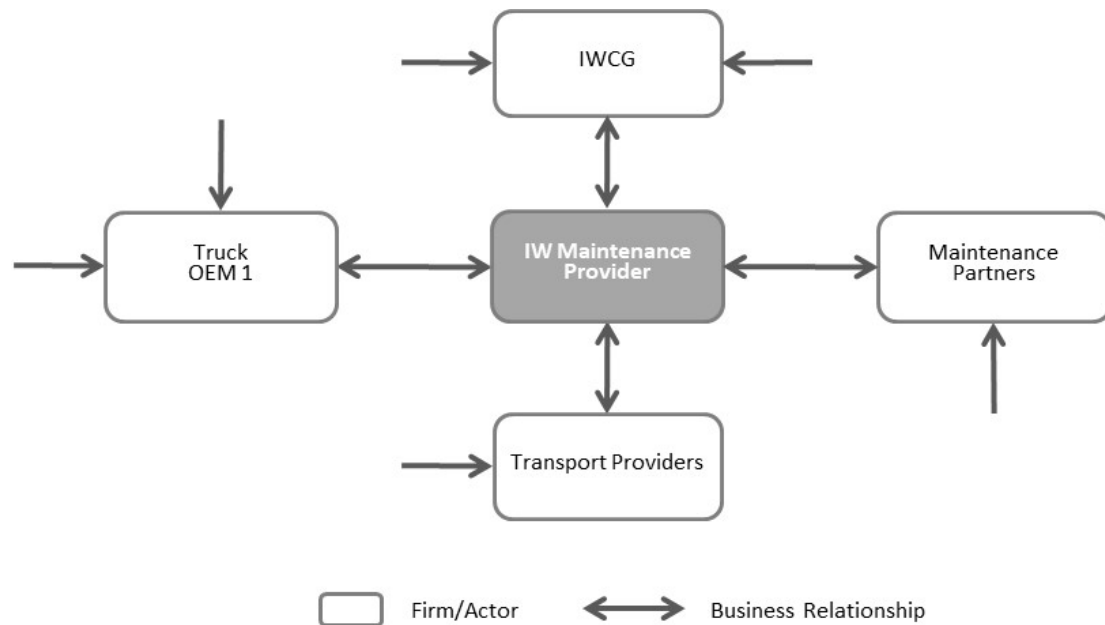 IWCG
Truck
OEM 1
IW Maintenance
Provider
Maintenance
Partners
Transport Providers
Firm/Actor
Business Relationship